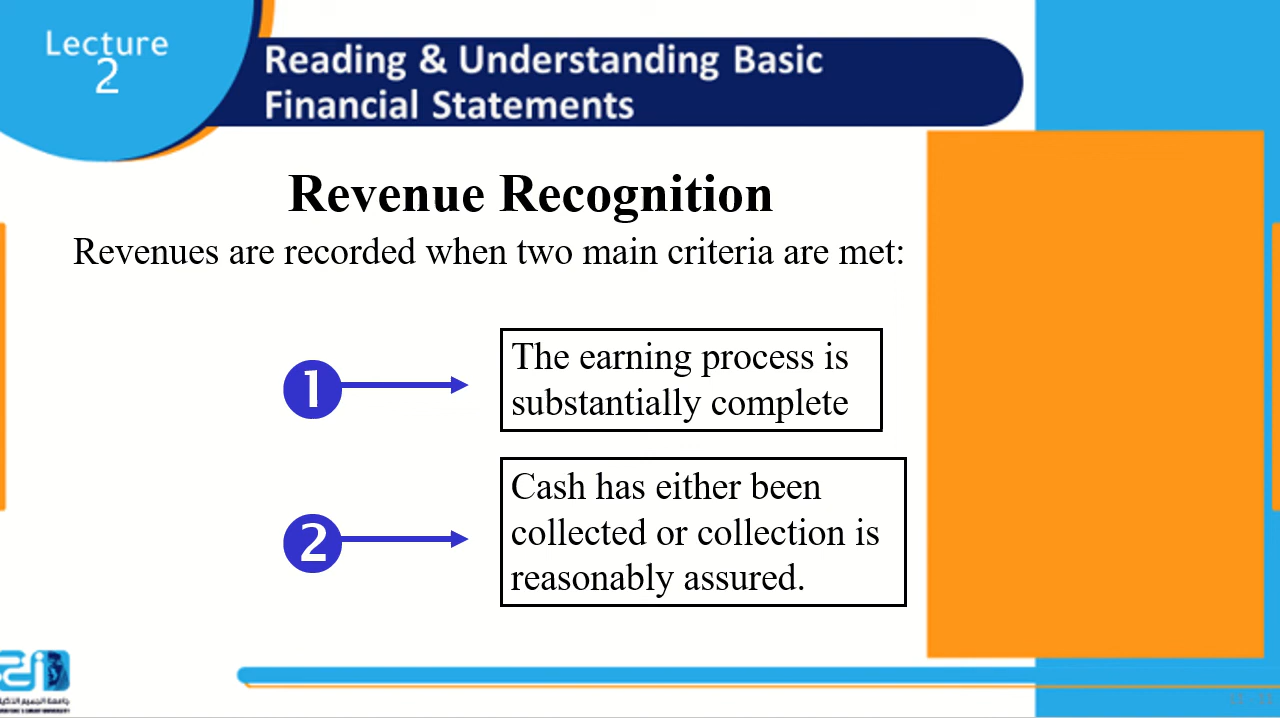 Lecture
2
Reading & Understanding Basic
Financial Statements
Revenue Recognition
Revenues are recorded when two main criteria are met:
1
The earning process is
substantially complete
2
Cash has either been
collected or collection is
reasonably assured.